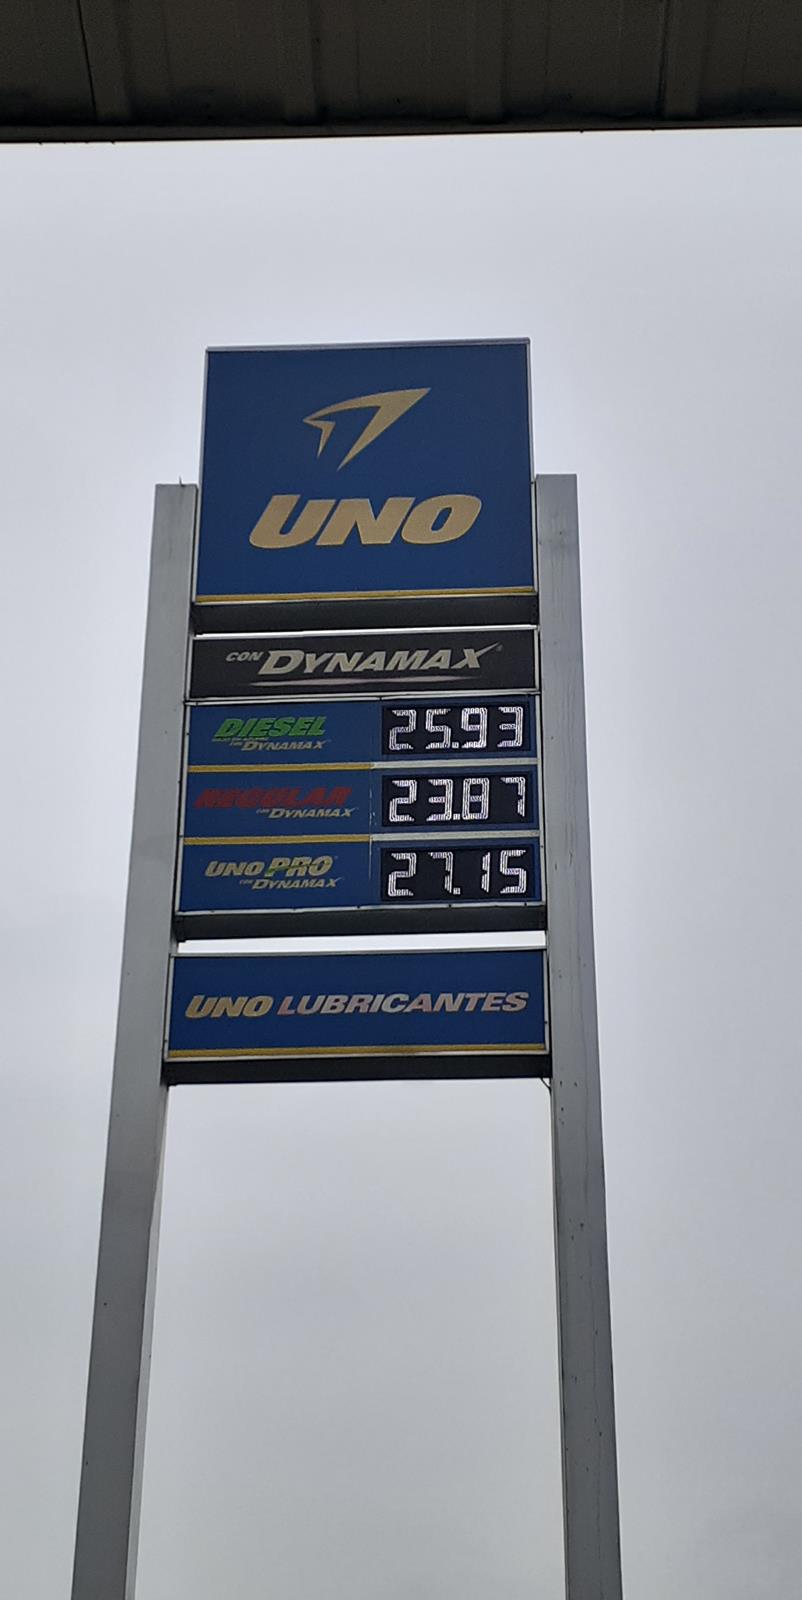 UNO
CON DYNAMAX
DIESEL 25.93
CON DYNAMAX
REGULAR 23.87
CON DYNAMAX
UNO PRO 27.15
CON DYNAMAX
UNO LUBRICANTES